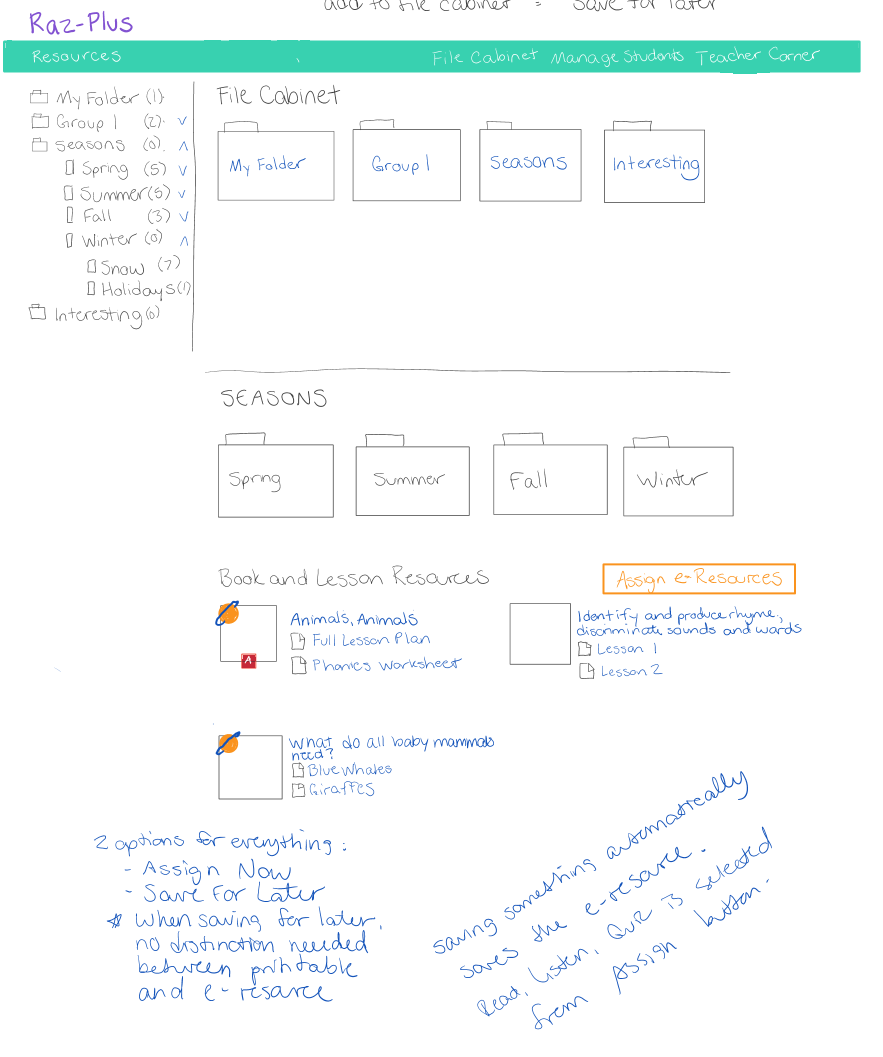 add to file cabinet = save for later
Raz-Plus
Resources File Cabinet Manage Students Teacher Corner
My Folder (1)
Group 1 (2) v
Seasons (0) ʌ
Spring (5) v
Summer (5) v
Fall (3) v
Winter (0) ʌ
Snow (7)
Holidays (1)
Interesting (6)
File Cabinet
My Folder Group 1 Seasons Interesting
SEASONS
Spring Summer Fall Winter
Book and Lesson Resources
Assign e-Resources
Animals, Animals
Full Lesson Plan
Phonics Worksheet
A
Identify and produce rhyme,
discriminate sounds and words
Lesson 1
Lesson 2
What do all baby mammals
need?
Blue Whales
Giraffes
2 options for everything:
- Assign Now
- Save For Later
* When saving for later,
no distinction needed
between printable
and e-resource
saving something automatically
saves the e-resource.
Read, Listen, Quiz is selected
from Assign button.